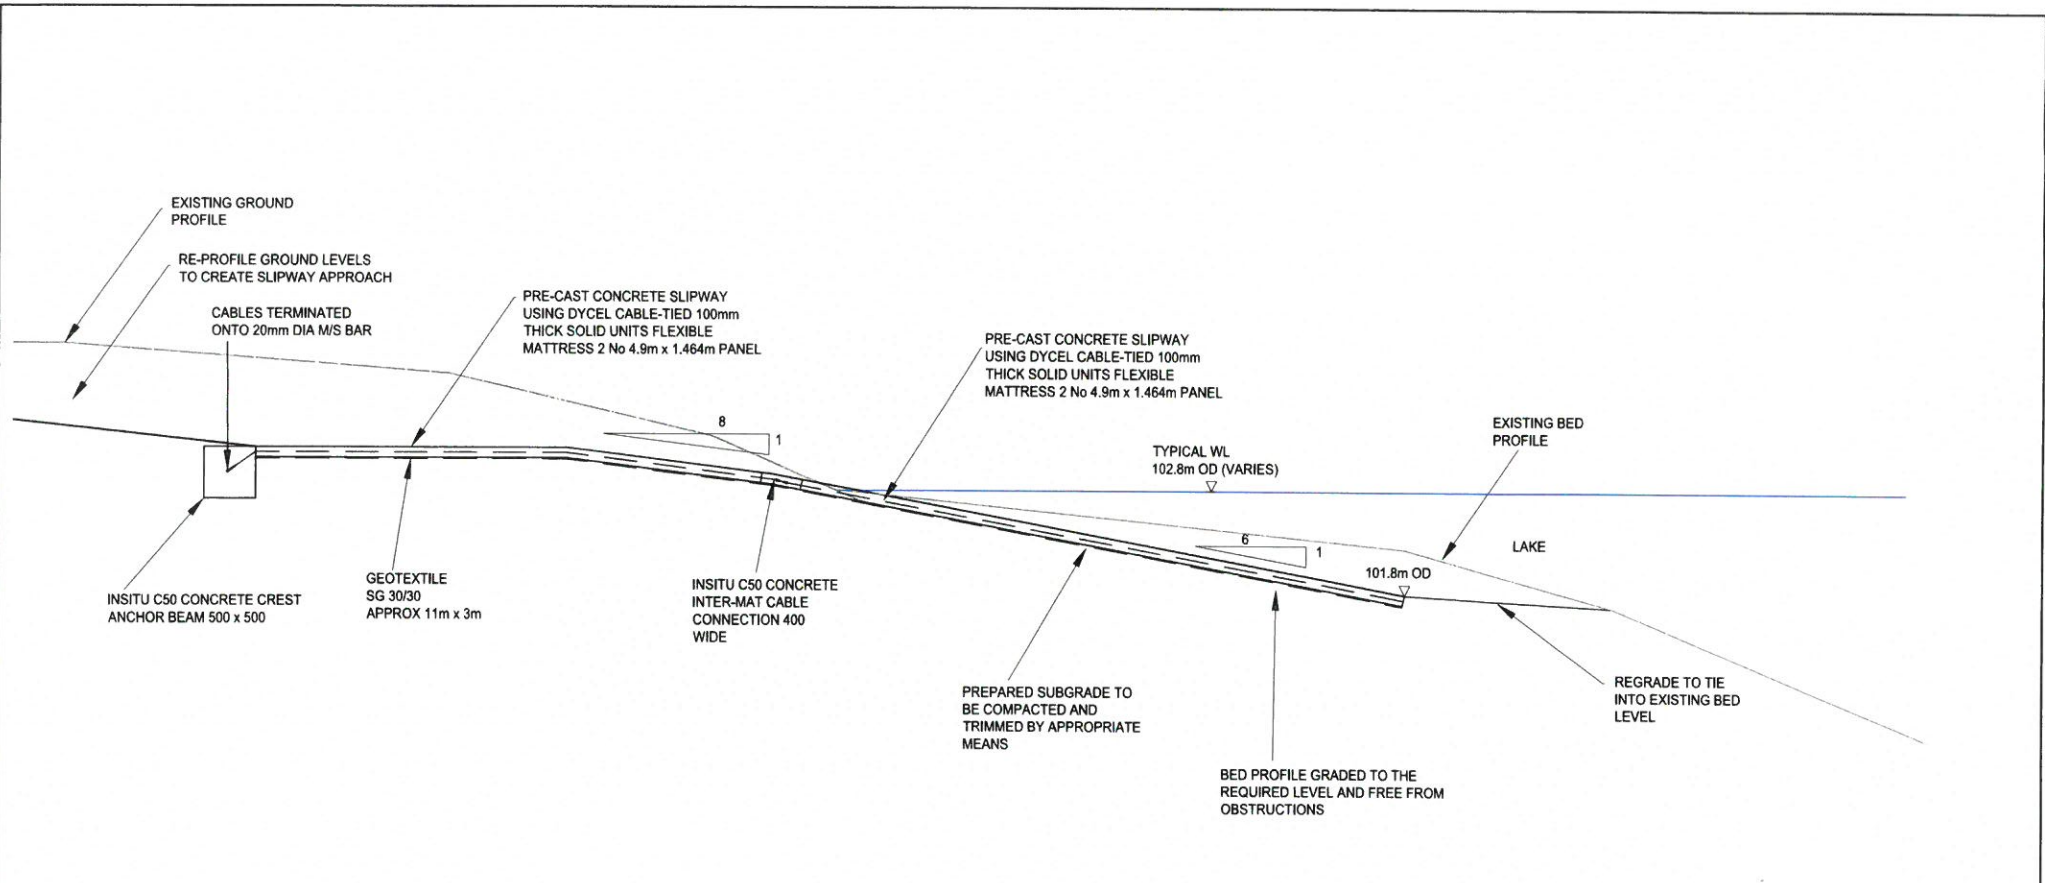 EXISTING GROUND
PROFILE
RE-PROFILE GROUND LEVELS
TO CREATE SLIPWAY APPROACH
CABLES TERMINATED
ONTO 20mm DIA M/S BAR
PRE-CAST CONCRETE SLIPWAY
USING DYCEL CABLE-TIED 100mm
THICK SOLID UNITS FLEXIBLE
MATTRESS 2 No 4.9m x 1.464m PANEL
PRE-CAST CONCRETE SLIPWAY
USING DYCEL CABLE-TIED 100mm
THICK SOLID UNITS FLEXIBLE
MATTRESS 2 No 4.9m x 1.464m PANEL
8
1
TYPICAL WL
102.8m OD (VARIES)
EXISTING BED
PROFILE
6
1
LAKE
101.8m OD
INSITU C50 CONCRETE CREST
ANCHOR BEAM 500 x 500
GEOTEXTILE
SG 30/30
APPROX 11m x 3m
INSITU C50 CONCRETE
INTER-MAT CABLE
CONNECTION 400
WIDE
PREPARED SUBGRADE TO
BE COMPACTED AND
TRIMMED BY APPROPRIATE
MEANS
REGRADE TO TIE
INTO EXISTING BED
LEVEL
BED PROFILE GRADED TO THE
REQUIRED LEVEL AND FREE FROM
OBSTRUCTIONS